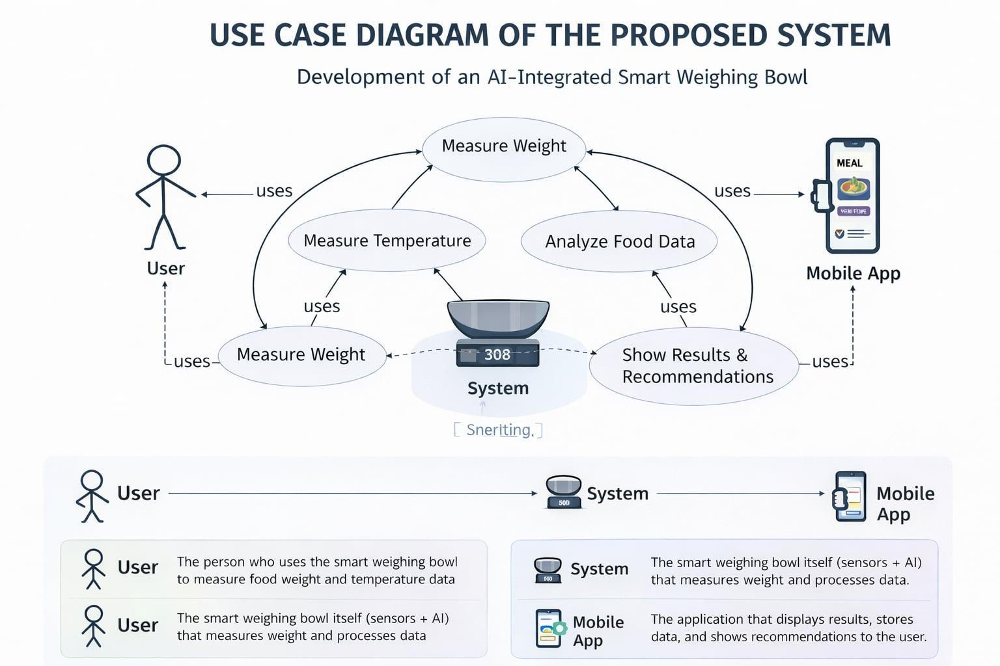 USE CASE DIAGRAM OF THE PROPOSED SYSTEM
Development of an AI-Integrated Smart Weighing Bowl
Measure Weight
MEAL
uses
uses
Measure Temperature
Analyze Food Data
User
Mobile App
uses
uses
Measure Weight
308
Show Results &
Recommendations
uses
uses
System
[ Snerlting. ]
User
System
Mobile
App
User
The person who uses the smart weighing bowl
to measure food weight and temperature data
User
The smart weighing bowl itself (sensors + AI)
that measures weight and processes data
System
The smart weighing bowl itself (sensors + AI)
that measures weight and processes data.
Mobile
App
The application that displays results, stores
data, and shows recommendations to the user.